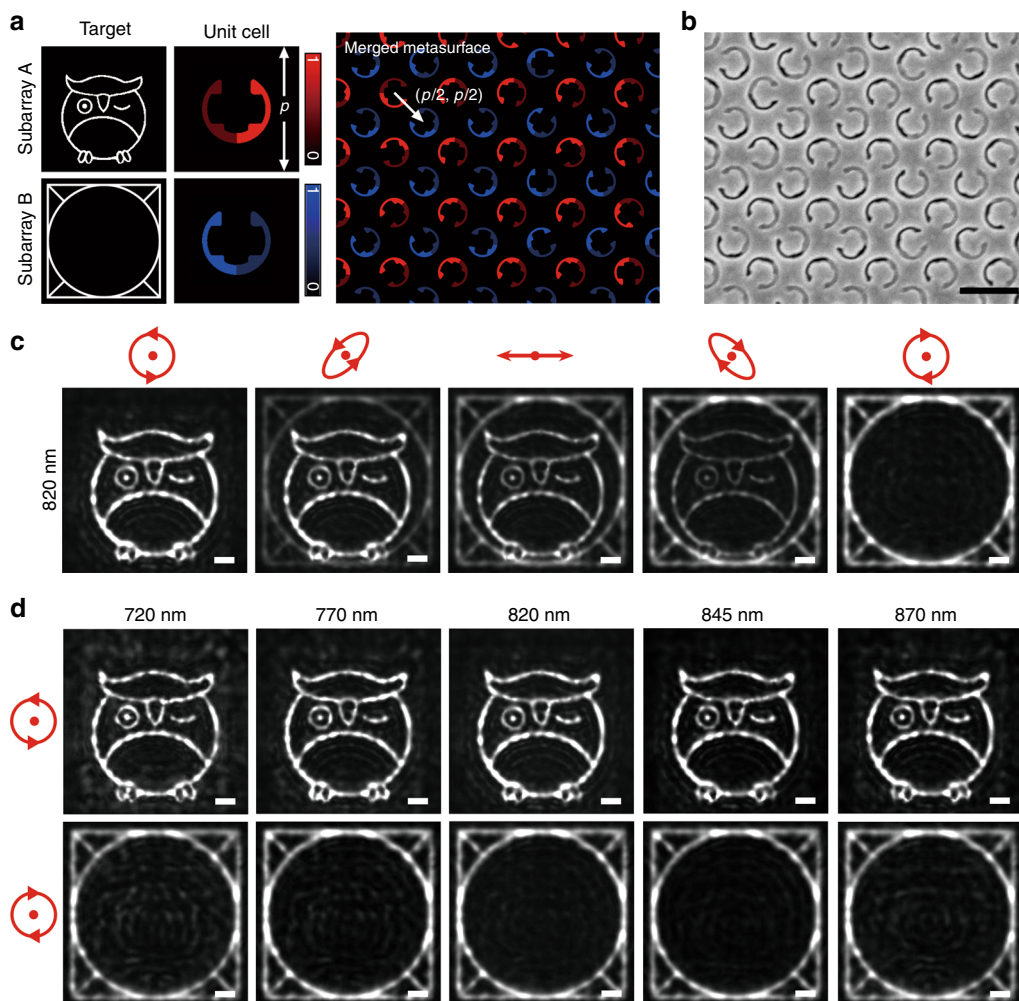 a
Target
Unit cell
Subarray A
p
1
0
Merged metasurface
(p/2, p/2)
Subarray B
1
0
b
c
820 nm
d
720 nm
770 nm
820 nm
845 nm
870 nm